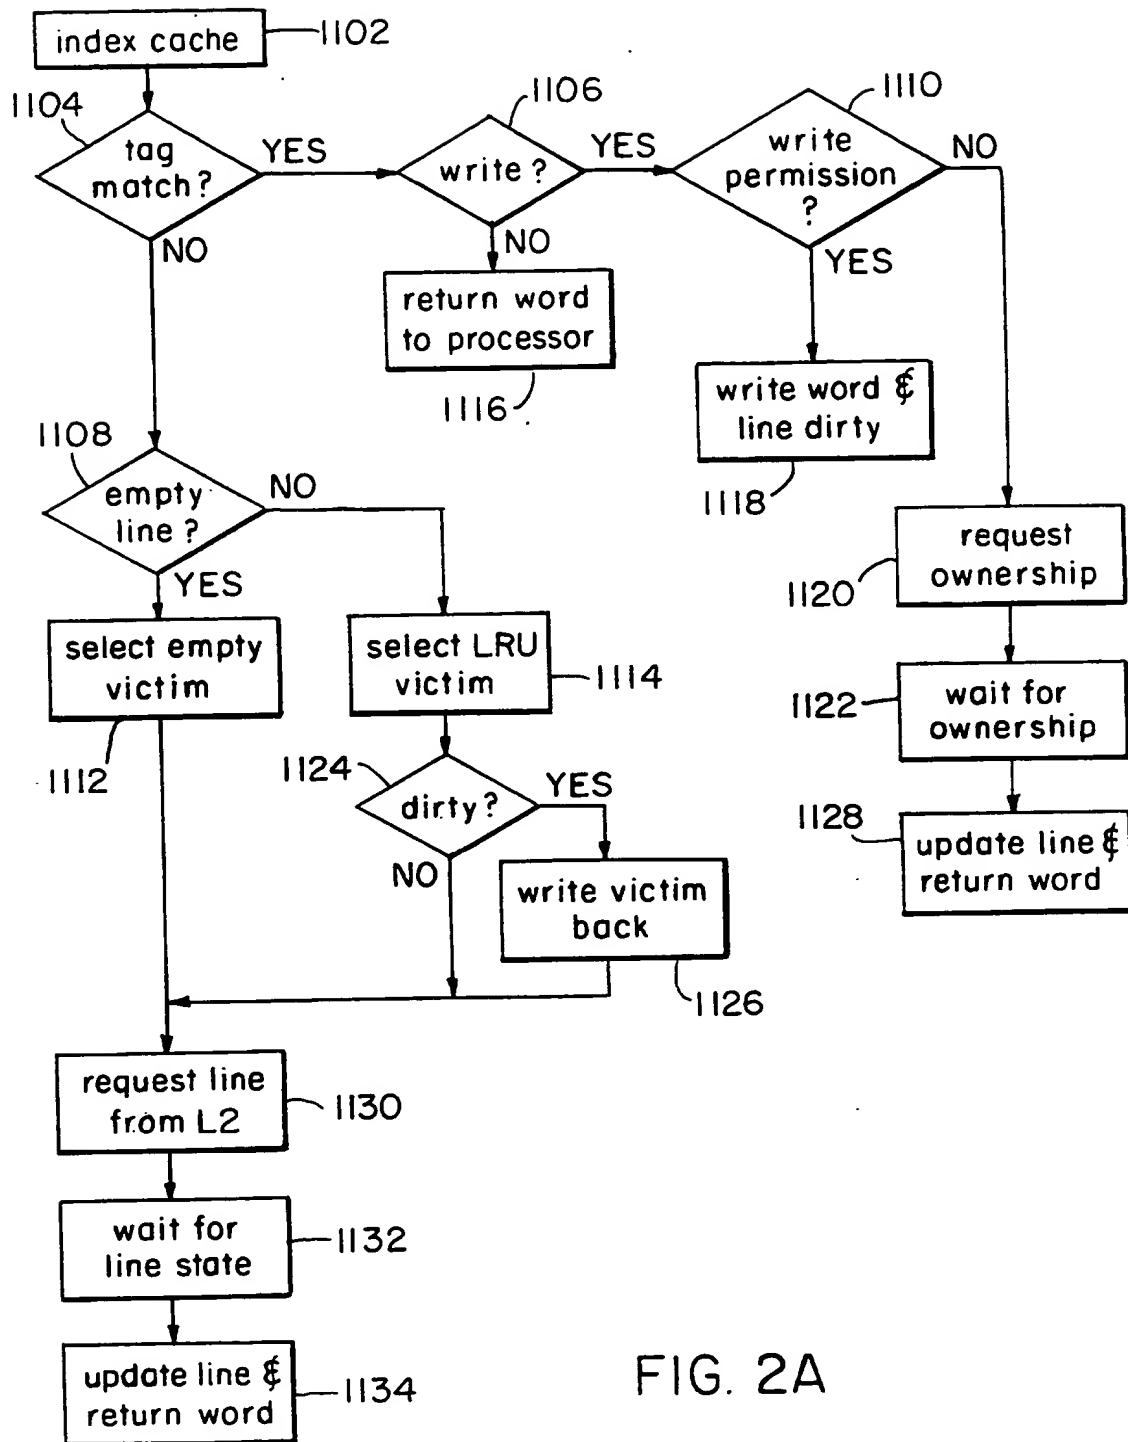 index cache
1102
1104
tag
match?
YES
NO
1106
write?
YES
NO
1110
write
permission
?
NO
YES
return word
to processor
1116
write word &
line dirty
1118
1108
empty
line?
NO
YES
request
ownership
1120
select empty
victim
1112
select LRU
victim
1114
wait for
ownership
1122
1124
dirty?
YES
NO
update line &
return word
1128
write victim
back
1126
request line
from L2
1130
wait for
line state
1132
update line &
return word
1134
FIG. 2A